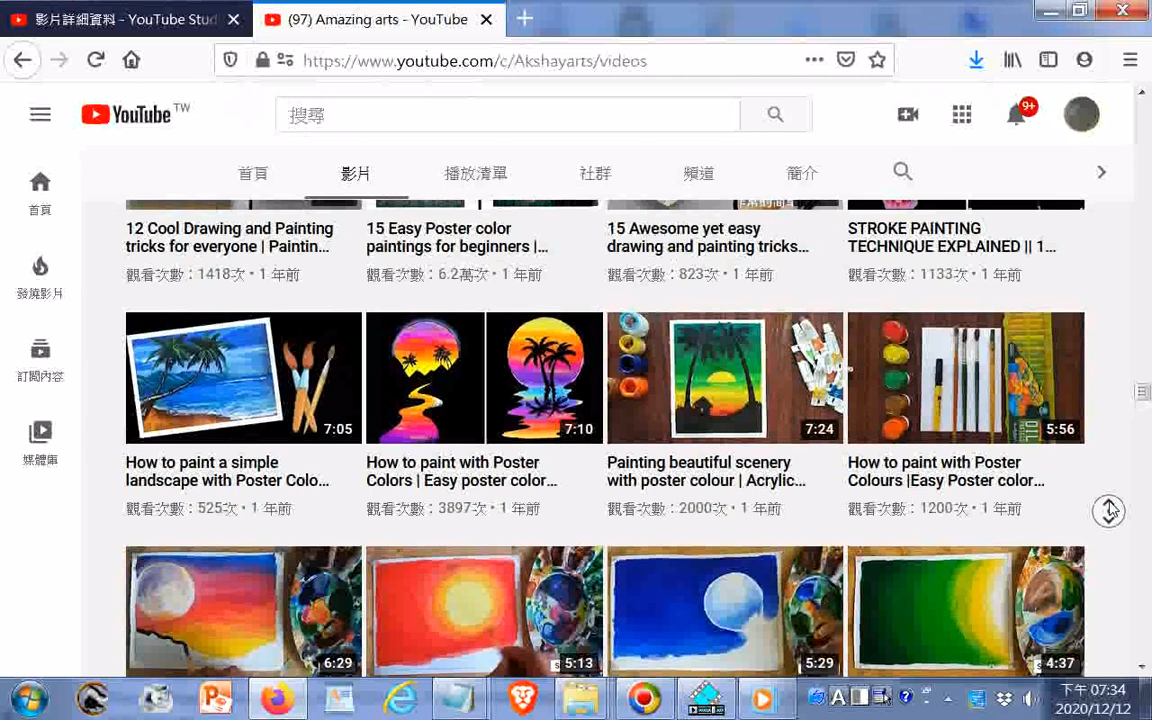 影片詳細資料 - YouTube Stud
(97) Amazing arts - YouTube
https://www.youtube.com/c/Akshayarts/videos
YouTube TW
搜尋
9+
首頁 影片 播放清單 社群 頻道 簡介
首頁
發燒影片
訂閱內容
媒體庫
12 Cool Drawing and Painting
tricks for everyone | Paintin...
觀看次數：1418次 • 1 年前
15 Easy Poster color
paintings for beginners |...
觀看次數：6.2萬次 • 1 年前
15 Awesome yet easy
drawing and painting tricks...
觀看次數：823次 • 1 年前
STROKE PAINTING
TECHNIQUE EXPLAINED || 1...
觀看次數：1133次 • 1 年前
7:05
How to paint a simple
landscape with Poster Colo...
觀看次數：525次 • 1 年前
7:10
How to paint with Poster
Colors | Easy poster color...
觀看次數：3897次 • 1 年前
7:24
Painting beautiful scenery
with poster colour | Acrylic...
觀看次數：2000次 • 1 年前
OIL
5:56
How to paint with Poster
Colours |Easy Poster color...
觀看次數：1200次 • 1 年前
6:29
5:13
5:29
4:37
下午 07:34
2020/12/12